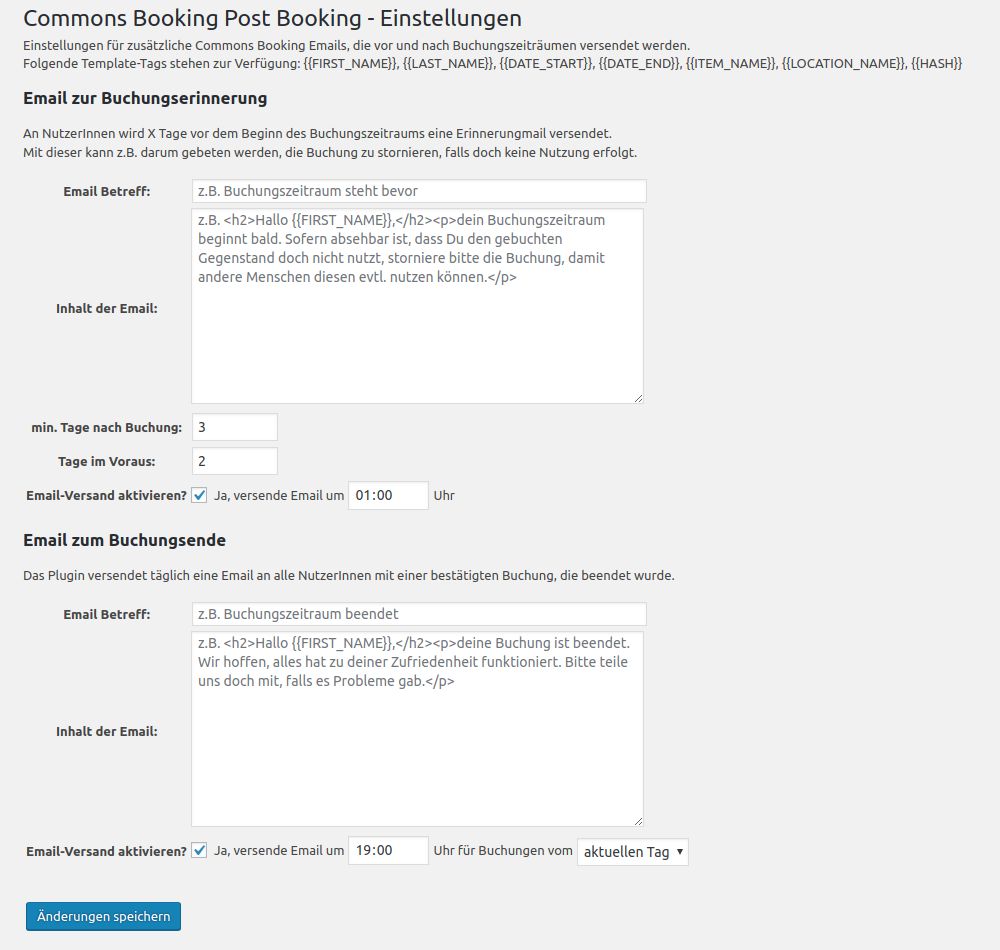 Commons Booking Post Booking - Einstellungen
Einstellungen für zusätzliche Commons Booking Emails, die vor und nach Buchungszeiträumen versendet werden.
Folgende Template-Tags stehen zur Verfügung: {{FIRST_NAME}}, {{LAST_NAME}}, {{DATE_START}}, {{DATE_END}}, {{ITEM_NAME}}, {{LOCATION_NAME}}, {{HASH}}
Email zur Buchungserinnerung
An NutzerInnen wird X Tage vor dem Beginn des Buchungszeitraums eine Erinnerungmail versendet.
Mit dieser kann z.B. darum gebeten werden, die Buchung zu stornieren, falls doch keine Nutzung erfolgt.
Email Betreff: z.B. Buchungszeitraum steht bevor
z.B. <h2>Hallo {{FIRST_NAME}},</h2><p>dein Buchungszeitraum
beginnt bald. Sofern absehbar ist, dass Du den gebuchten
Gegenstand doch nicht nutzt, storniere bitte die Buchung, damit
andere Menschen diesen evtl. nutzen können.</p>
Inhalt der Email:
min. Tage nach Buchung: 3
Tage im Voraus: 2
Email-Versand aktivieren? Ja, versende Email um 01:00 Uhr
Email zum Buchungsende
Das Plugin versendet täglich eine Email an alle NutzerInnen mit einer bestätigten Buchung, die beendet wurde.
Email Betreff: z.B. Buchungszeitraum beendet
z.B. <h2>Hallo {{FIRST_NAME}},</h2><p>deine Buchung ist beendet.
Wir hoffen, alles hat zu deiner Zufriedenheit funktioniert. Bitte teile
uns doch mit, falls es Probleme gab.</p>
Inhalt der Email:
Email-Versand aktivieren? Ja, versende Email um 19:00 Uhr für Buchungen vom aktuellen Tag
Änderungen speichern